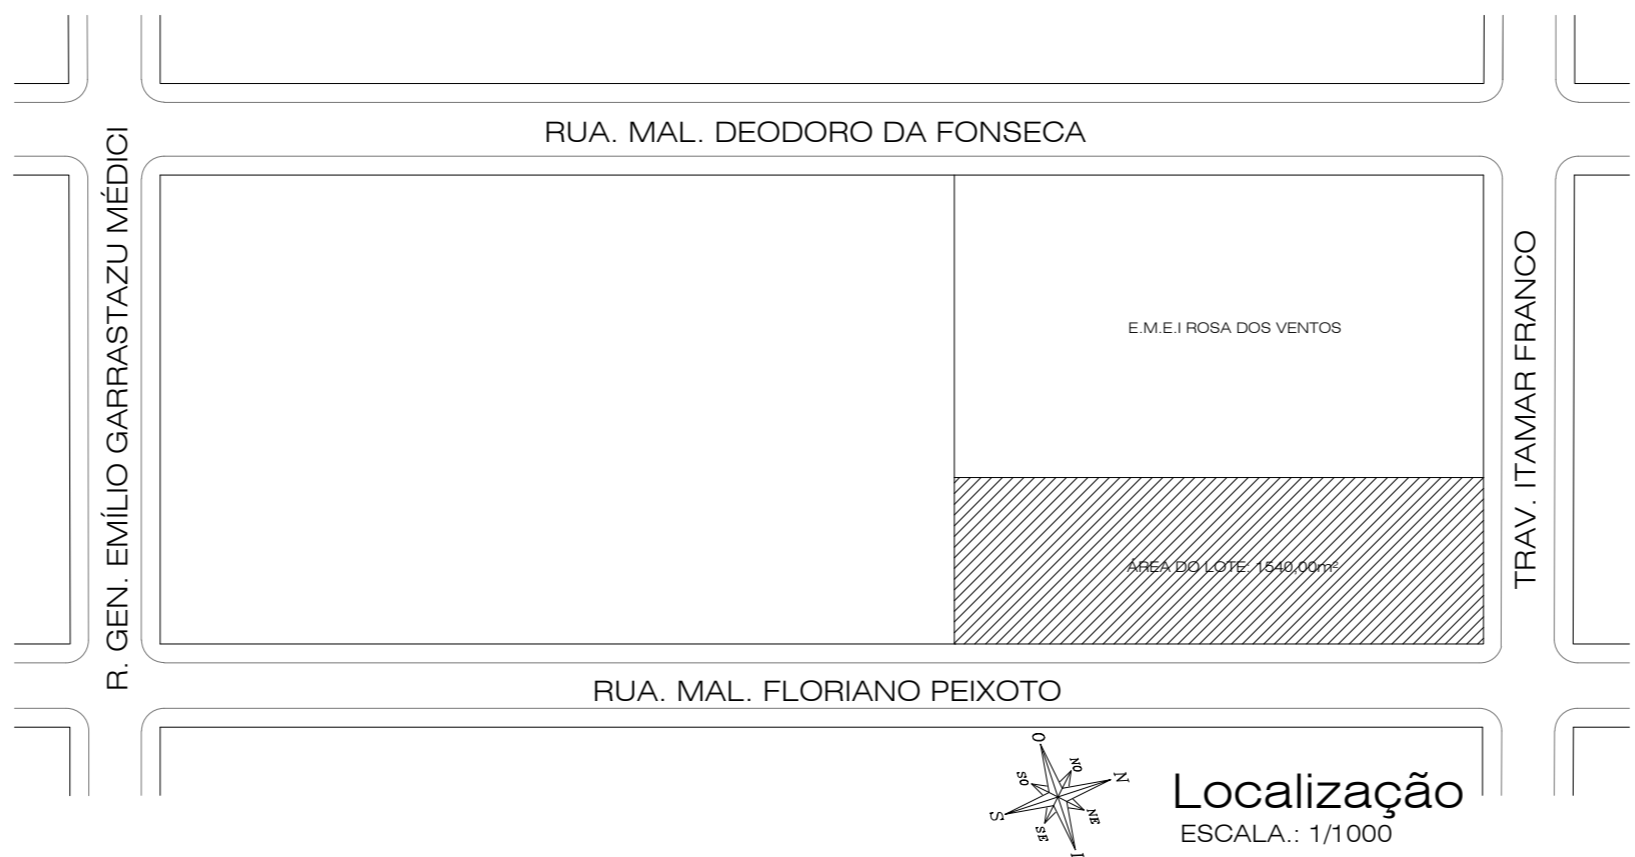 RUA. MAL. DEODORO DA FONSECA
R. GEN. EMÍLIO GARRASTAZU MÉDICI
TRAV. ITAMAR FRANCO
E.M.E.I ROSA DOS VENTOS
ÁREA DO LOTE: 1540,00m²
RUA. MAL. FLORIANO PEIXOTO
O
NO
SO
N
S
NE
SE
Localização
ESCALA.: 1/1000